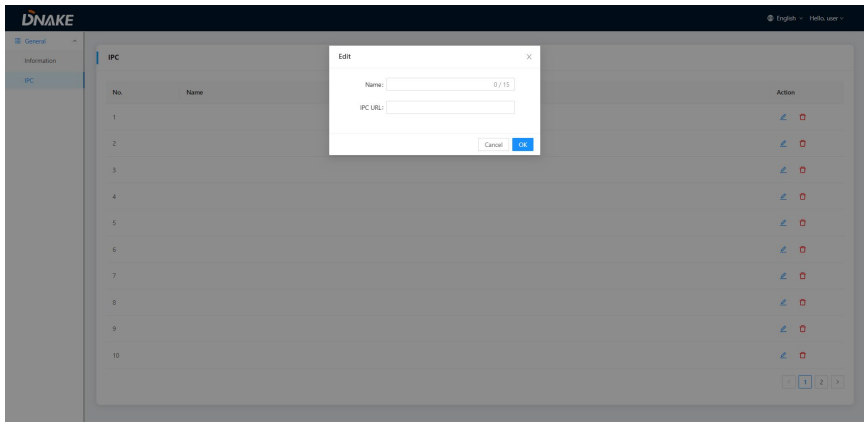 DNAKE
English
Hello, user
General
Information
IPC
IPC
No.
Name
Action
Edit
Name:
0 / 15
IPC URL:
Cancel
OK
1
2
3
4
5
6
7
8
9
10
< 1 2 >